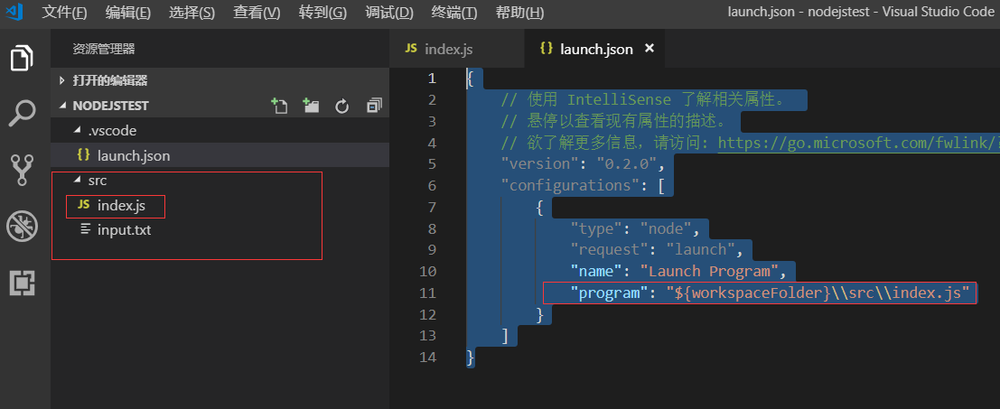 文件(F) 编辑(E) 选择(S) 查看(V) 转到(G) 调试(D) 终端(T) 帮助(H) launch.json - nodejstest - Visual Studio Code
资源管理器
打开的编辑器
NODEJSTEST
.vscode
{} launch.json
src
JS index.js
input.txt
JS index.js {} launch.json ×
1 {
2 // 使用 IntelliSense 了解相关属性。
3 // 悬停以查看现有属性的描述。
4 // 欲了解更多信息，请访问: https://go.microsoft.com/fwlink/
5 "version": "0.2.0",
6 "configurations": [
7 {
8 "type": "node",
9 "request": "launch",
10 "name": "Launch Program",
11 "program": "${workspaceFolder}\\src\\index.js"
12 }
13 ]
14 }